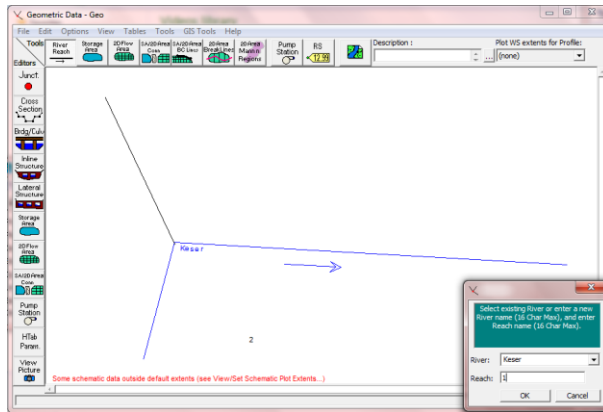 Geometric Data - Geo
File Edit Options View Tables Tools GIS Tools Help
Tools
Editors
River
Reach
Storage
Area
2D Flow
Area
SA/2D Area
Conn
SA/2D Area
BC Lines
2D Area
BreakLines
2D Area
Mann n
Regions
Pump
Station
RS
12.99
Description :
...
Plot WS extents for Profile:
(none)
Junct.
Cross
Section
Brdg/Culv
Inline
Structure
Lateral
Structure
Storage
Area
2D Flow
Area
SA/2D Area
Conn
Pump
Station
HTab
Param.
View
Picture
Keser
2
Some schematic data outside default extents (see View/Set Schematic Plot Extents...)
Select existing River or enter a new
River name (16 Char Max), and enter
Reach name (16 Char Max).
River: Keser
Reach: 1
OK Cancel